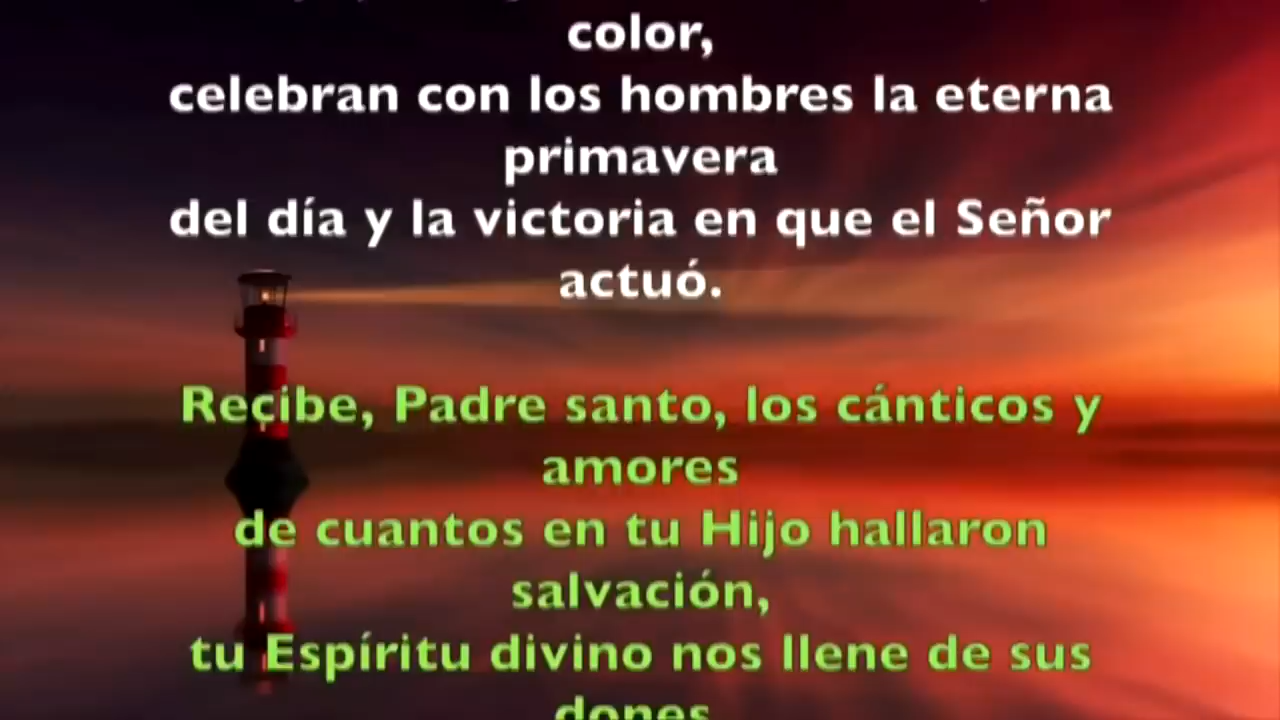 color,
celebran con los hombres la eterna
primavera
del día y la victoria en que el Señor
actuó.
Recibe, Padre santo, los cánticos y
amores
de cuantos en tu Hijo hallaron
salvación,
tu Espíritu divino nos llene de sus
dones